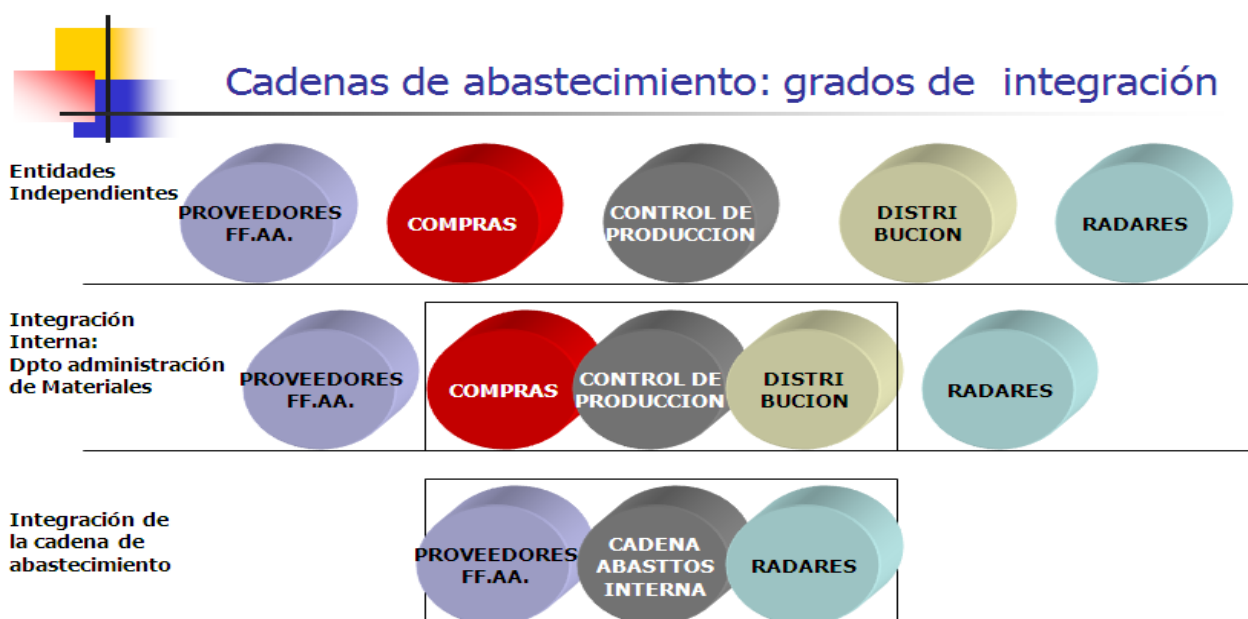 Cadenas de abastecimiento: grados de integración
Entidades
Independientes
PROVEEDORES
FF.AA.
COMPRAS
CONTROL DE
PRODUCCION
DISTRI
BUCION
RADARES
Integración
Interna:
Dpto administración
de Materiales
PROVEEDORES
FF.AA.
COMPRAS
CONTROL DE
PRODUCCION
DISTRI
BUCION
RADARES
Integración de
la cadena de
abastecimiento
PROVEEDORES
FF.AA.
CADENA
ABASTTOS
INTERNA
RADARES